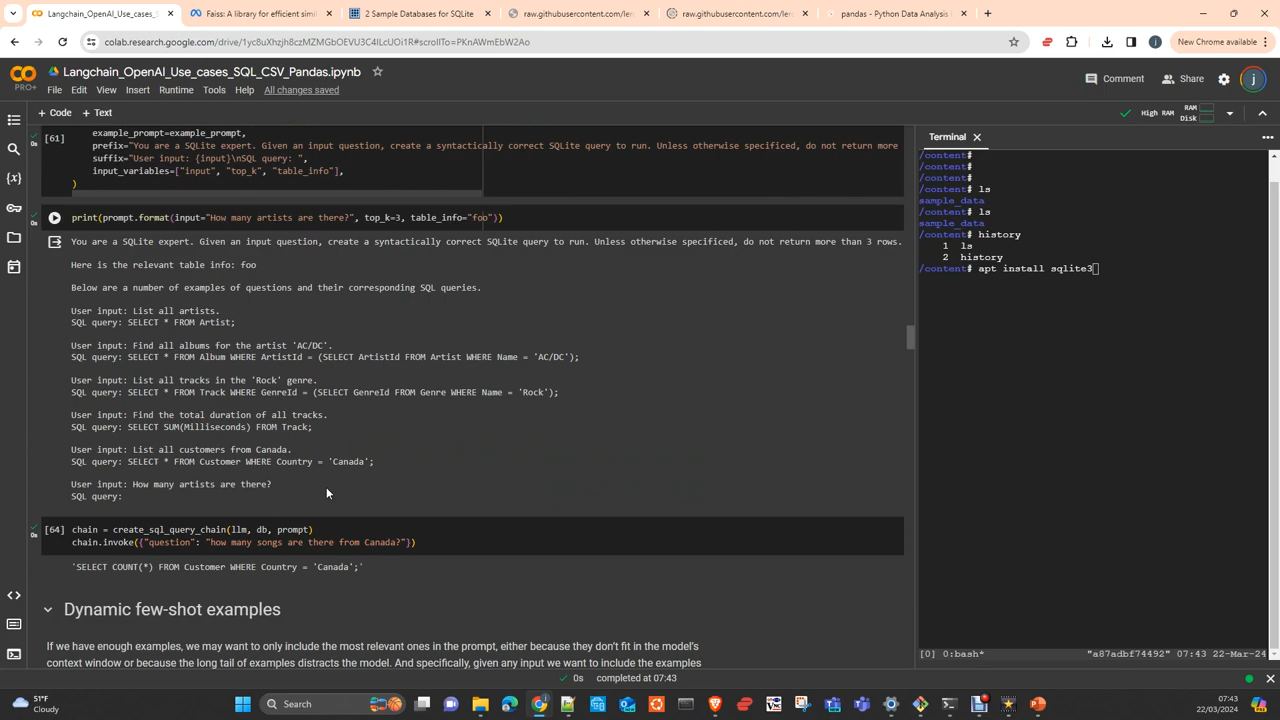 Langchain_OpenAI_Use_cases_S
Faiss: A library for efficient simil
2 Sample Databases for SQLite
raw.githubusercontent.com/ler
raw.githubusercontent.com/ler
pandas - Python Data Analysis
colab.research.google.com/drive/1yc8uXhzjh8czMZMGbOEVU3C4ILcUOi1R#scrollTo=PKnAWmEbW2Ao
New Chrome available
Langchain_OpenAI_Use_cases_SQL_CSV_Pandas.ipynb
PRO+
File Edit View Insert Runtime Tools Help All changes saved
Comment
Share
+ Code + Text
High RAM
RAM
Disk
[61]
example_prompt=example_prompt,
prefix="You are a SQLite expert. Given an input question, create a syntactically correct SQLite query to run. Unless otherwise specificed, do not return more
suffix="User input: {input}\nSQL query: ",
input_variables=["input", "top_k", "table_info"],
)
print(prompt.format(input="How many artists are there?", top_k=3, table_info="foo"))
You are a SQLite expert. Given an input question, create a syntactically correct SQLite query to run. Unless otherwise specificed, do not return more than 3 rows.
Here is the relevant table info: foo
Below are a number of examples of questions and their corresponding SQL queries.
User input: List all artists.
SQL query: SELECT * FROM Artist;
User input: Find all albums for the artist 'AC/DC'.
SQL query: SELECT * FROM Album WHERE ArtistId = (SELECT ArtistId FROM Artist WHERE Name = 'AC/DC');
User input: List all tracks in the 'Rock' genre.
SQL query: SELECT * FROM Track WHERE GenreId = (SELECT GenreId FROM Genre WHERE Name = 'Rock');
User input: Find the total duration of all tracks.
SQL query: SELECT SUM(Milliseconds) FROM Track;
User input: List all customers from Canada.
SQL query: SELECT * FROM Customer WHERE Country = 'Canada';
User input: How many artists are there?
SQL query:
[64]
chain = create_sql_query_chain(llm, db, prompt)
chain.invoke({"question": "how many songs are there from Canada?"})
'SELECT COUNT(*) FROM Customer WHERE Country = 'Canada';'
Dynamic few-shot examples
If we have enough examples, we may want to only include the most relevant ones in the prompt, either because they don't fit in the model's
context window or because the long tail of examples distracts the model. And specifically, given any input we want to include the examples
Terminal
/content#
/content#
/content#
/content# ls
sample_data
/content# ls
sample_data
/content# history
1 ls
2 history
/content# apt install sqlite3
[0] 0:bash*
"a87adbf74492" 07:43 22-Mar-24
0s completed at 07:43
51°F
Cloudy
Search
07:43
22/03/2024